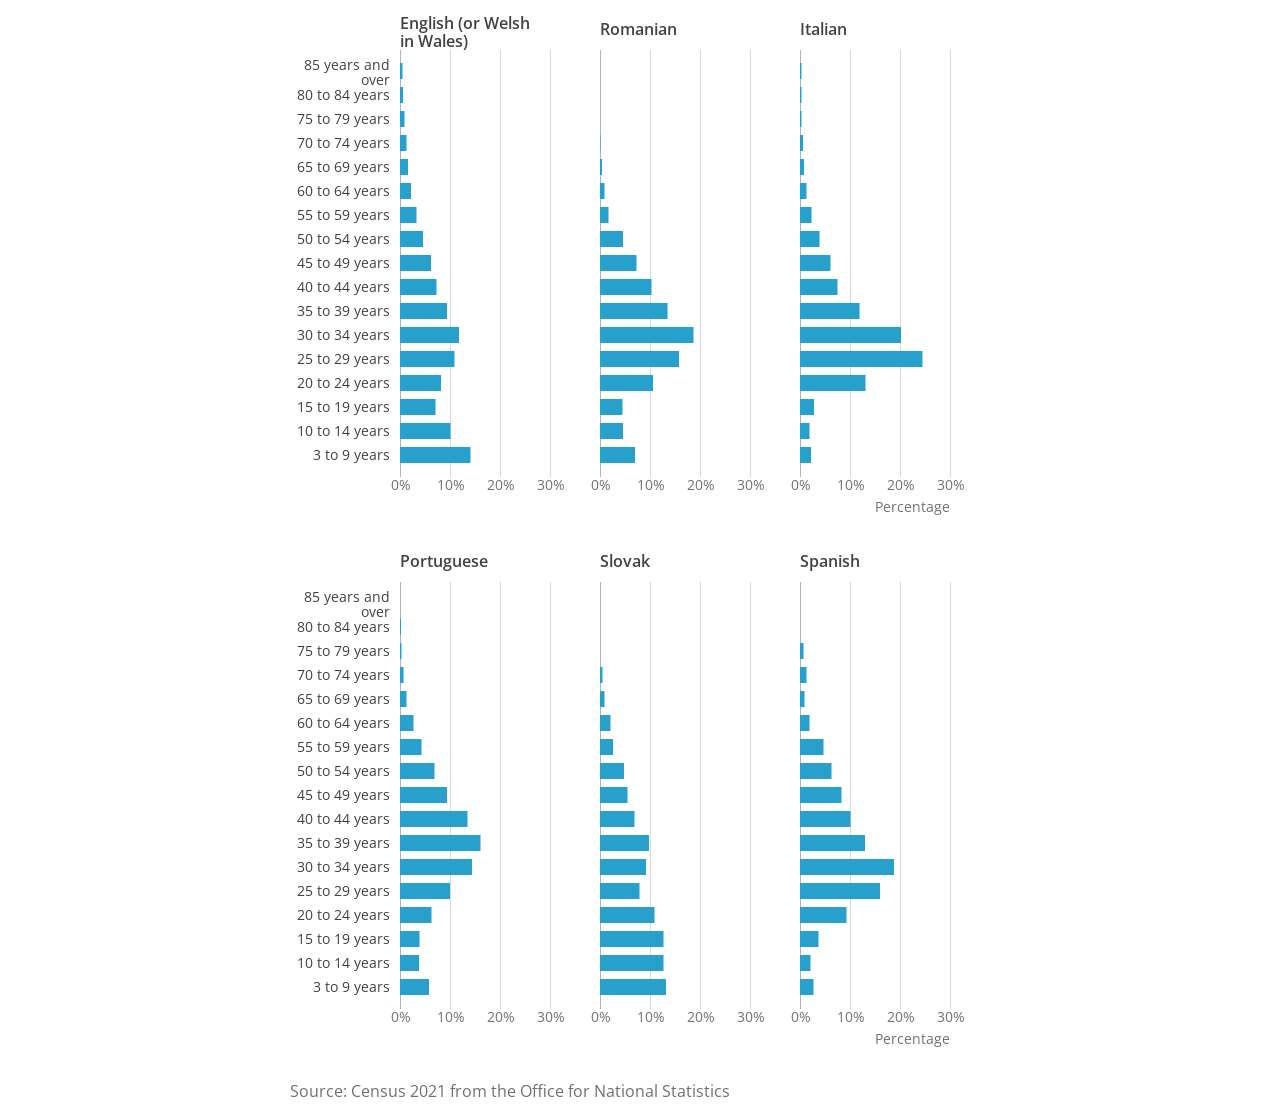 English (or Welsh
in Wales)
Romanian
Italian
85 years and
over
80 to 84 years
75 to 79 years
70 to 74 years
65 to 69 years
60 to 64 years
55 to 59 years
50 to 54 years
45 to 49 years
40 to 44 years
35 to 39 years
30 to 34 years
25 to 29 years
20 to 24 years
15 to 19 years
10 to 14 years
3 to 9 years
0% 10% 20% 30% 0% 10% 20% 30% 0% 10% 20% 30%
Percentage
Portuguese
Slovak
Spanish
85 years and
over
80 to 84 years
75 to 79 years
70 to 74 years
65 to 69 years
60 to 64 years
55 to 59 years
50 to 54 years
45 to 49 years
40 to 44 years
35 to 39 years
30 to 34 years
25 to 29 years
20 to 24 years
15 to 19 years
10 to 14 years
3 to 9 years
0% 10% 20% 30% 0% 10% 20% 30% 0% 10% 20% 30%
Percentage
Source: Census 2021 from the Office for National Statistics